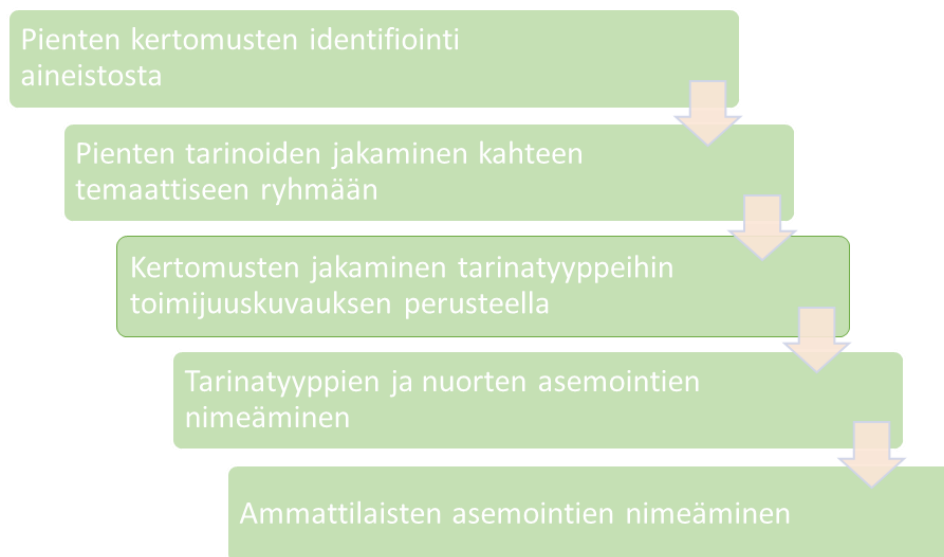 Pienten kertomusten identifiointi
aineistosta
Pienten tarinoiden jakaminen kahteen
temaattiseen ryhmään
Kertomusten jakaminen tarinatyyppeihin
toimijuuskuvauksen perusteella
Tarinatyyppien ja nuorten asemointien
nimeäminen
Ammattilaisten asemointien nimeäminen